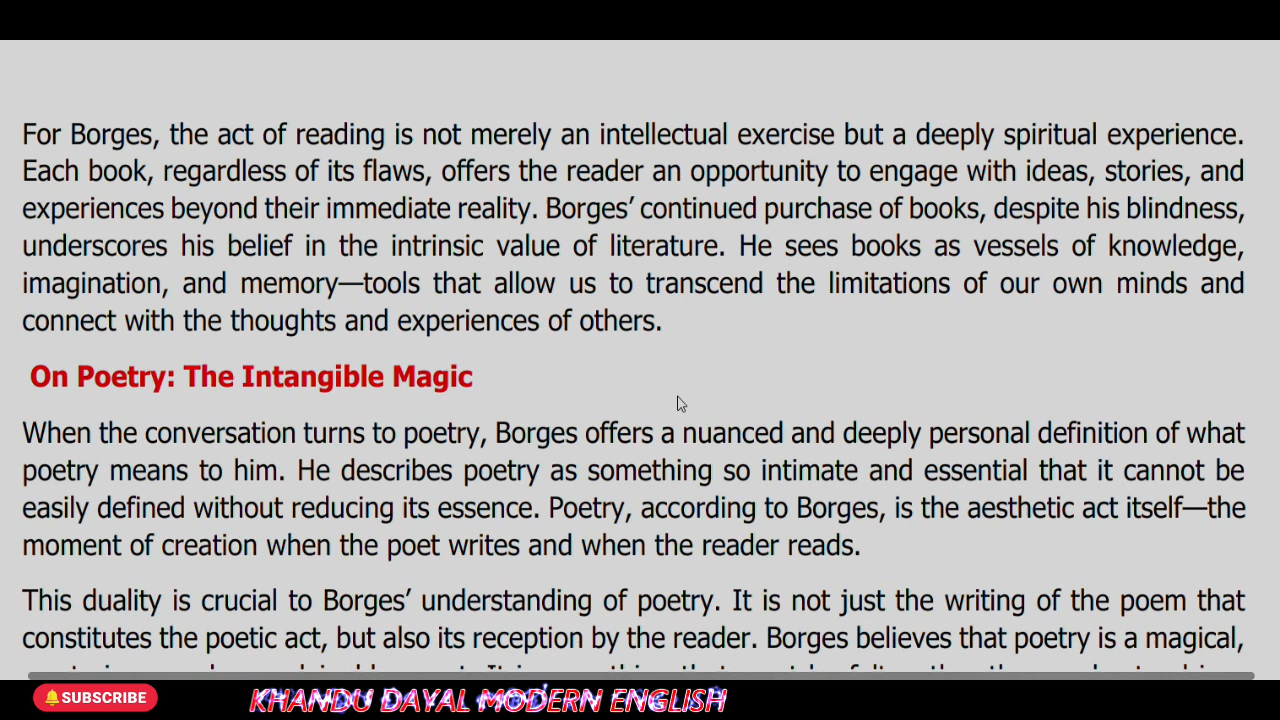 For Borges, the act of reading is not merely an intellectual exercise but a deeply spiritual experience.
Each book, regardless of its flaws, offers the reader an opportunity to engage with ideas, stories, and
experiences beyond their immediate reality. Borges’ continued purchase of books, despite his blindness,
underscores his belief in the intrinsic value of literature. He sees books as vessels of knowledge,
imagination, and memory—tools that allow us to transcend the limitations of our own minds and
connect with the thoughts and experiences of others.
On Poetry: The Intangible Magic
When the conversation turns to poetry, Borges offers a nuanced and deeply personal definition of what
poetry means to him. He describes poetry as something so intimate and essential that it cannot be
easily defined without reducing its essence. Poetry, according to Borges, is the aesthetic act itself—the
moment of creation when the poet writes and when the reader reads.
This duality is crucial to Borges’ understanding of poetry. It is not just the writing of the poem that
constitutes the poetic act, but also its reception by the reader. Borges believes that poetry is a magical,
SUBSCRIBE
KHANDU DAYAL MODERN ENGLISH